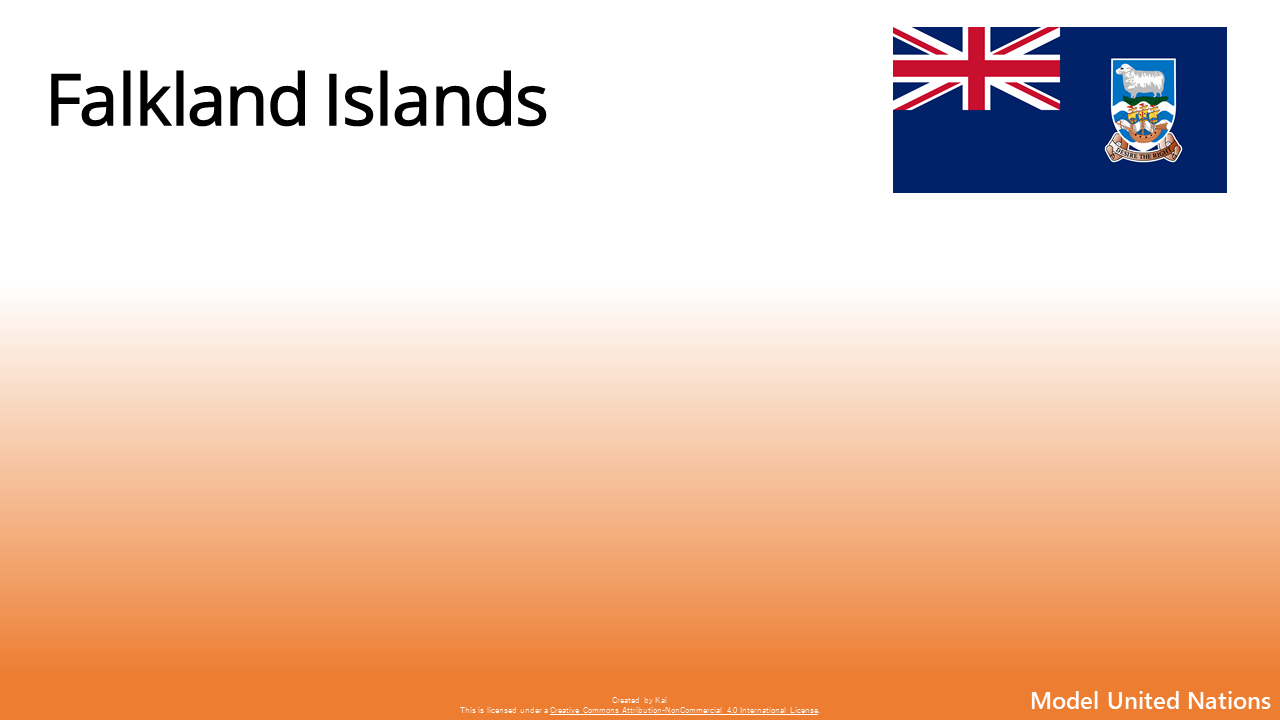 Falkland Islands
DESIRE THE RIGHT
Created by Kai
This is licensed under a Creative Commons Attribution-NonCommercial 4.0 International License.
Model United Nations